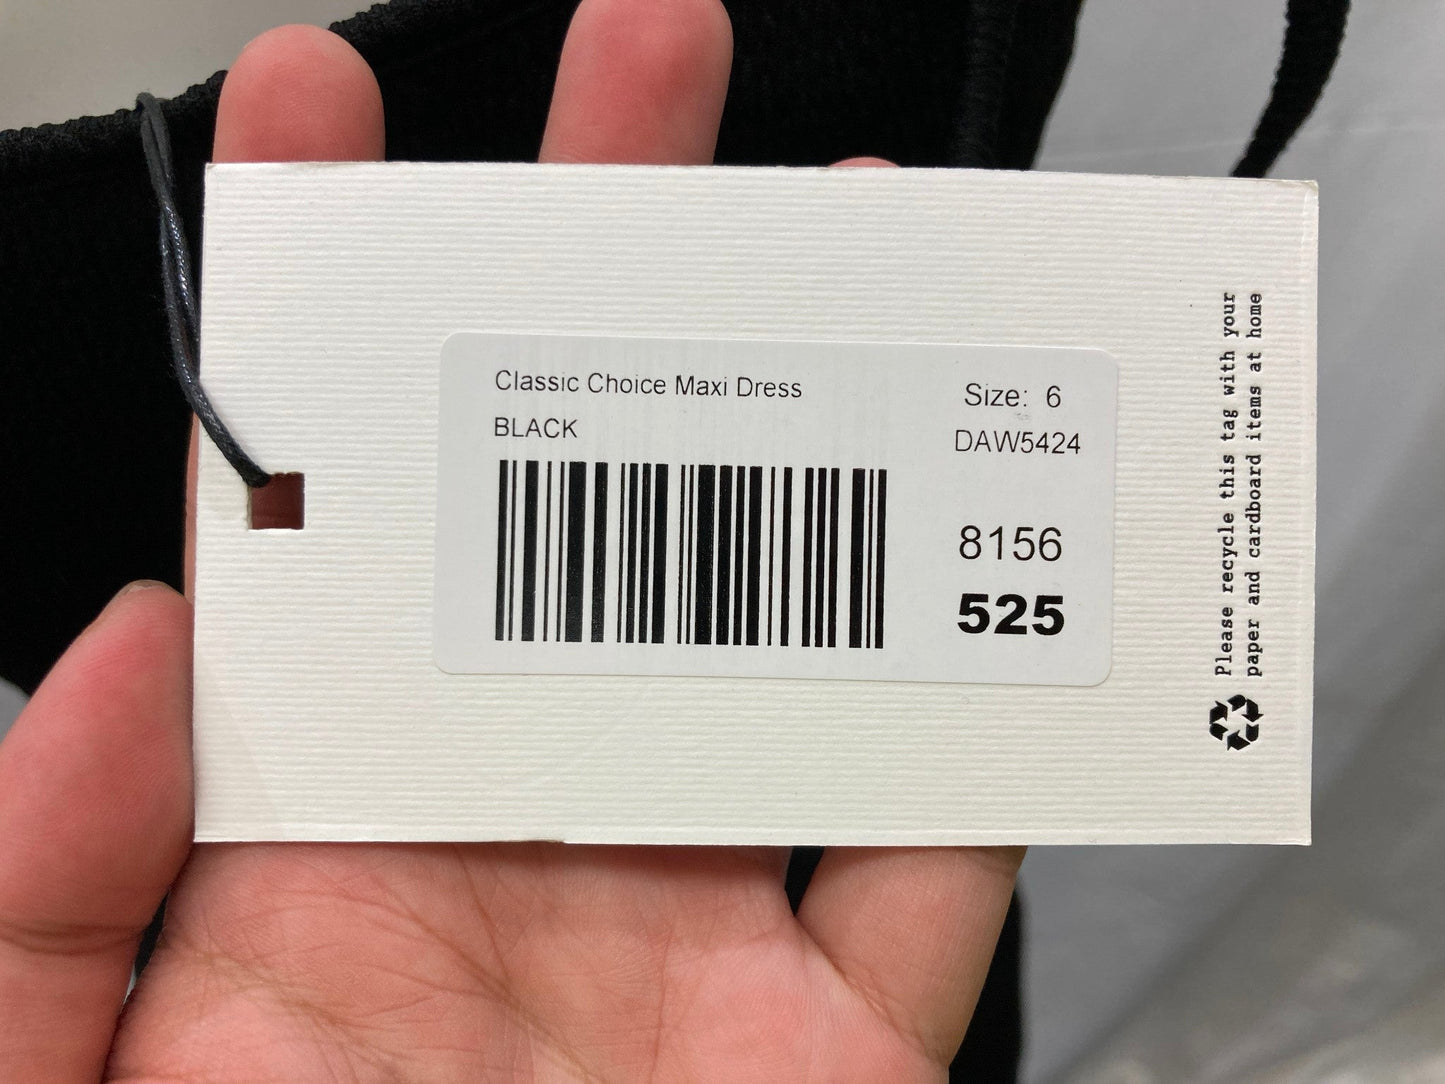 Classic Choice Maxi Dress
BLACK
Size: 6
DAW5424
8156
525
Please recycle this tag with your
paper and cardboard items at home